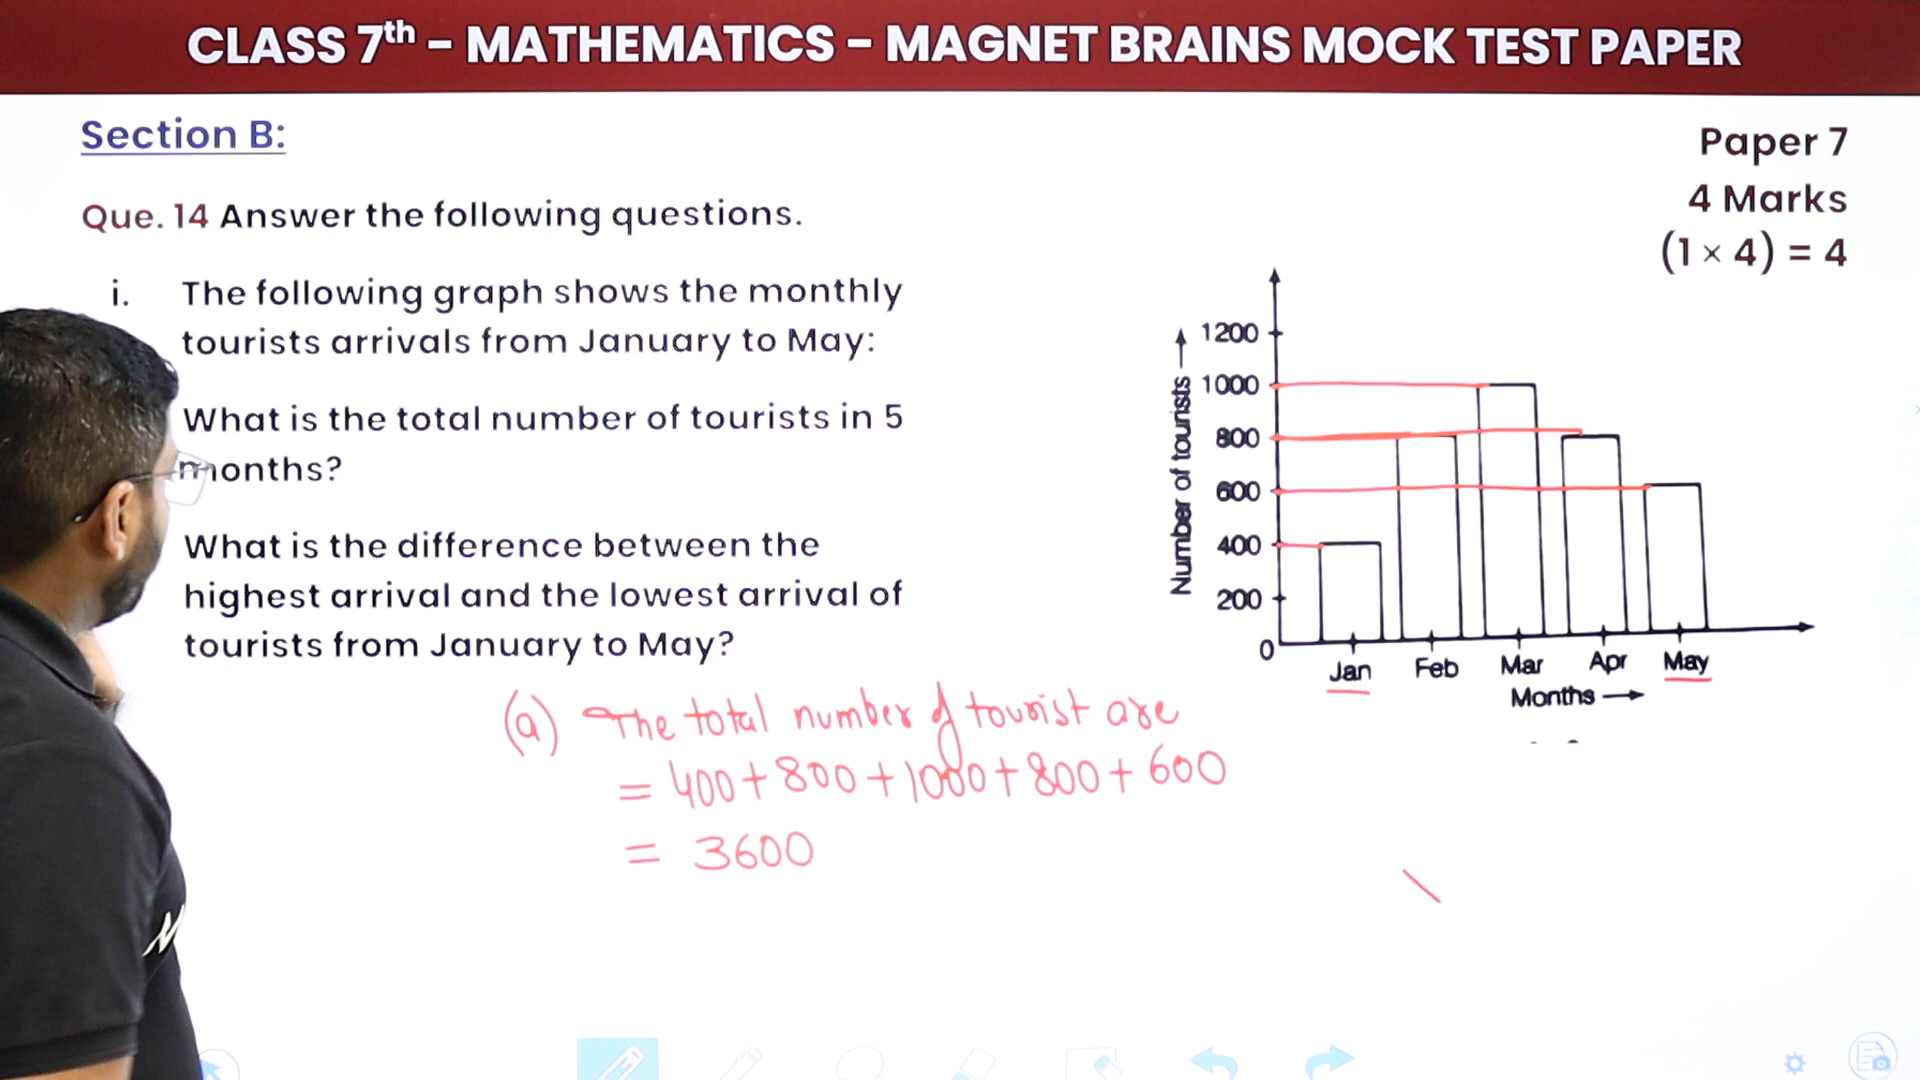 CLASS 7th – MATHEMATICS – MAGNET BRAINS MOCK TEST PAPER
Section B:
Paper 7
4 Marks
(1 × 4) = 4
Que. 14 Answer the following questions.
i. The following graph shows the monthly
tourists arrivals from January to May:
What is the total number of tourists in 5
months?
What is the difference between the
highest arrival and the lowest arrival of
tourists from January to May?
Number of tourists
1200
1000
800
600
400
200
0
Jan Feb Mar Apr May
Months
(a) The total number of tourist are
= 400 + 800 + 1000 + 800 + 600
= 3600